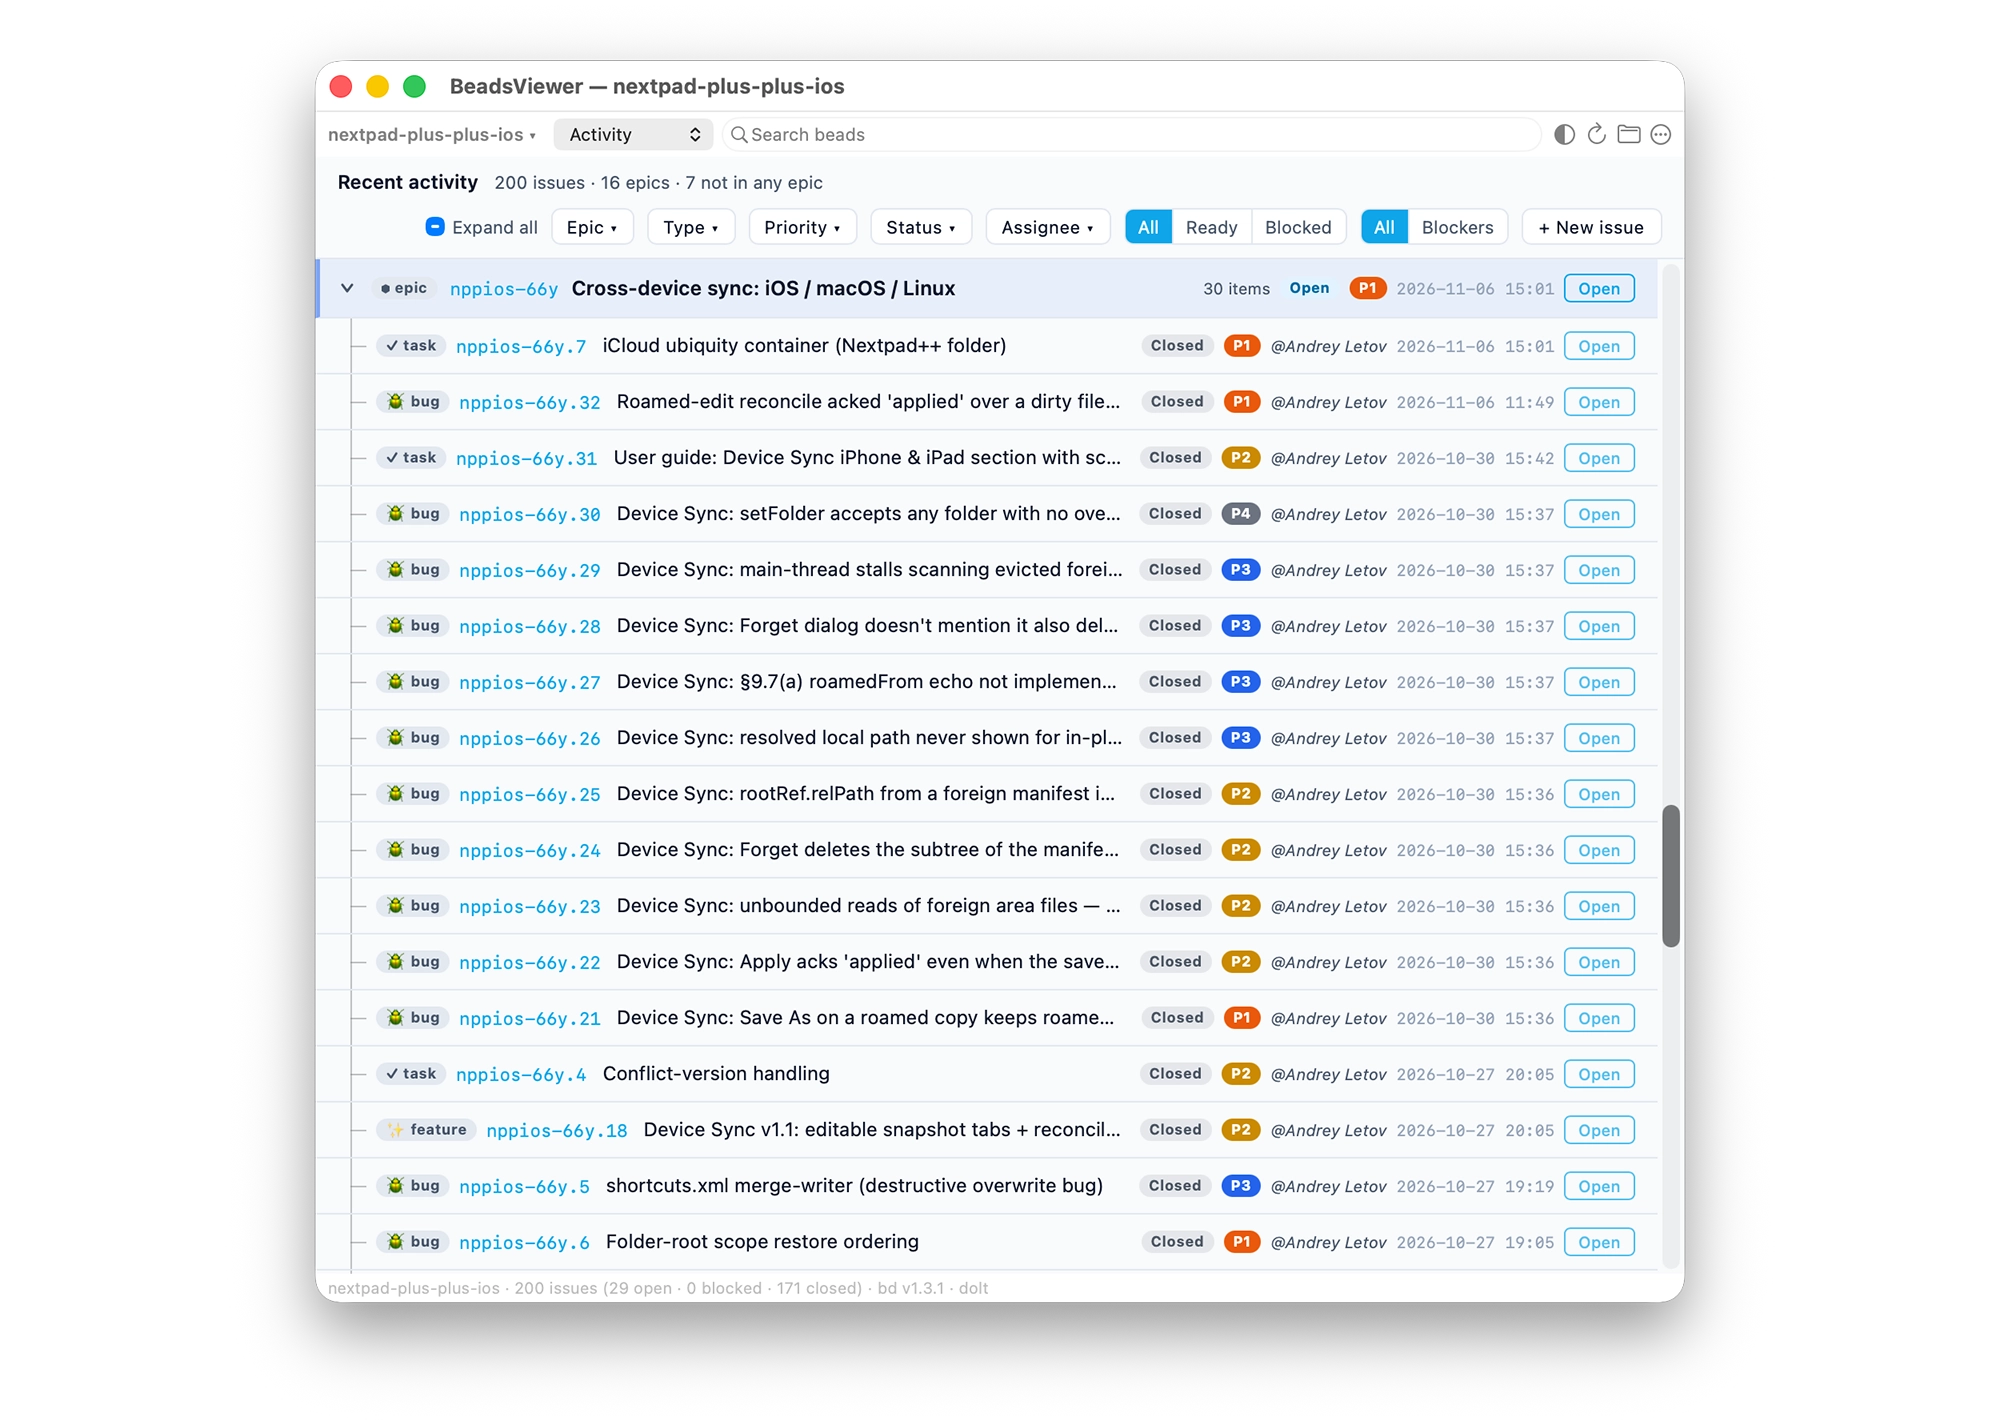 BeadsViewer — nextpad-plus-plus-ios
nextpad-plus-plus-ios ▾ Activity Search beads
Recent activity 200 issues · 16 epics · 7 not in any epic
Expand all Epic ▾ Type ▾ Priority ▾ Status ▾ Assignee ▾ All Ready Blocked All Blockers + New issue
epic nppios-66y Cross-device sync: iOS / macOS / Linux 30 items Open P1 2026-11-06 15:01 Open
✓ task nppios-66y.7 iCloud ubiquity container (Nextpad++ folder) Closed P1 @Andrey Letov 2026-11-06 15:01 Open
bug nppios-66y.32 Roamed-edit reconcile acked 'applied' over a dirty file... Closed P1 @Andrey Letov 2026-11-06 11:49 Open
✓ task nppios-66y.31 User guide: Device Sync iPhone & iPad section with sc... Closed P2 @Andrey Letov 2026-10-30 15:42 Open
bug nppios-66y.30 Device Sync: setFolder accepts any folder with no ove... Closed P4 @Andrey Letov 2026-10-30 15:37 Open
bug nppios-66y.29 Device Sync: main-thread stalls scanning evicted forei... Closed P3 @Andrey Letov 2026-10-30 15:37 Open
bug nppios-66y.28 Device Sync: Forget dialog doesn't mention it also del... Closed P3 @Andrey Letov 2026-10-30 15:37 Open
bug nppios-66y.27 Device Sync: §9.7(a) roamedFrom echo not implemen... Closed P3 @Andrey Letov 2026-10-30 15:37 Open
bug nppios-66y.26 Device Sync: resolved local path never shown for in-pl... Closed P3 @Andrey Letov 2026-10-30 15:37 Open
bug nppios-66y.25 Device Sync: rootRef.relPath from a foreign manifest i... Closed P2 @Andrey Letov 2026-10-30 15:36 Open
bug nppios-66y.24 Device Sync: Forget deletes the subtree of the manife... Closed P2 @Andrey Letov 2026-10-30 15:36 Open
bug nppios-66y.23 Device Sync: unbounded reads of foreign area files — ... Closed P2 @Andrey Letov 2026-10-30 15:36 Open
bug nppios-66y.22 Device Sync: Apply acks 'applied' even when the save... Closed P2 @Andrey Letov 2026-10-30 15:36 Open
bug nppios-66y.21 Device Sync: Save As on a roamed copy keeps roame... Closed P1 @Andrey Letov 2026-10-30 15:36 Open
✓ task nppios-66y.4 Conflict-version handling Closed P2 @Andrey Letov 2026-10-27 20:05 Open
feature nppios-66y.18 Device Sync v1.1: editable snapshot tabs + reconcil... Closed P2 @Andrey Letov 2026-10-27 20:05 Open
bug nppios-66y.5 shortcuts.xml merge-writer (destructive overwrite bug) Closed P3 @Andrey Letov 2026-10-27 19:19 Open
bug nppios-66y.6 Folder-root scope restore ordering Closed P1 @Andrey Letov 2026-10-27 19:05 Open
nextpad-plus-plus-ios · 200 issues (29 open · 0 blocked · 171 closed) · bd v1.3.1 · dolt